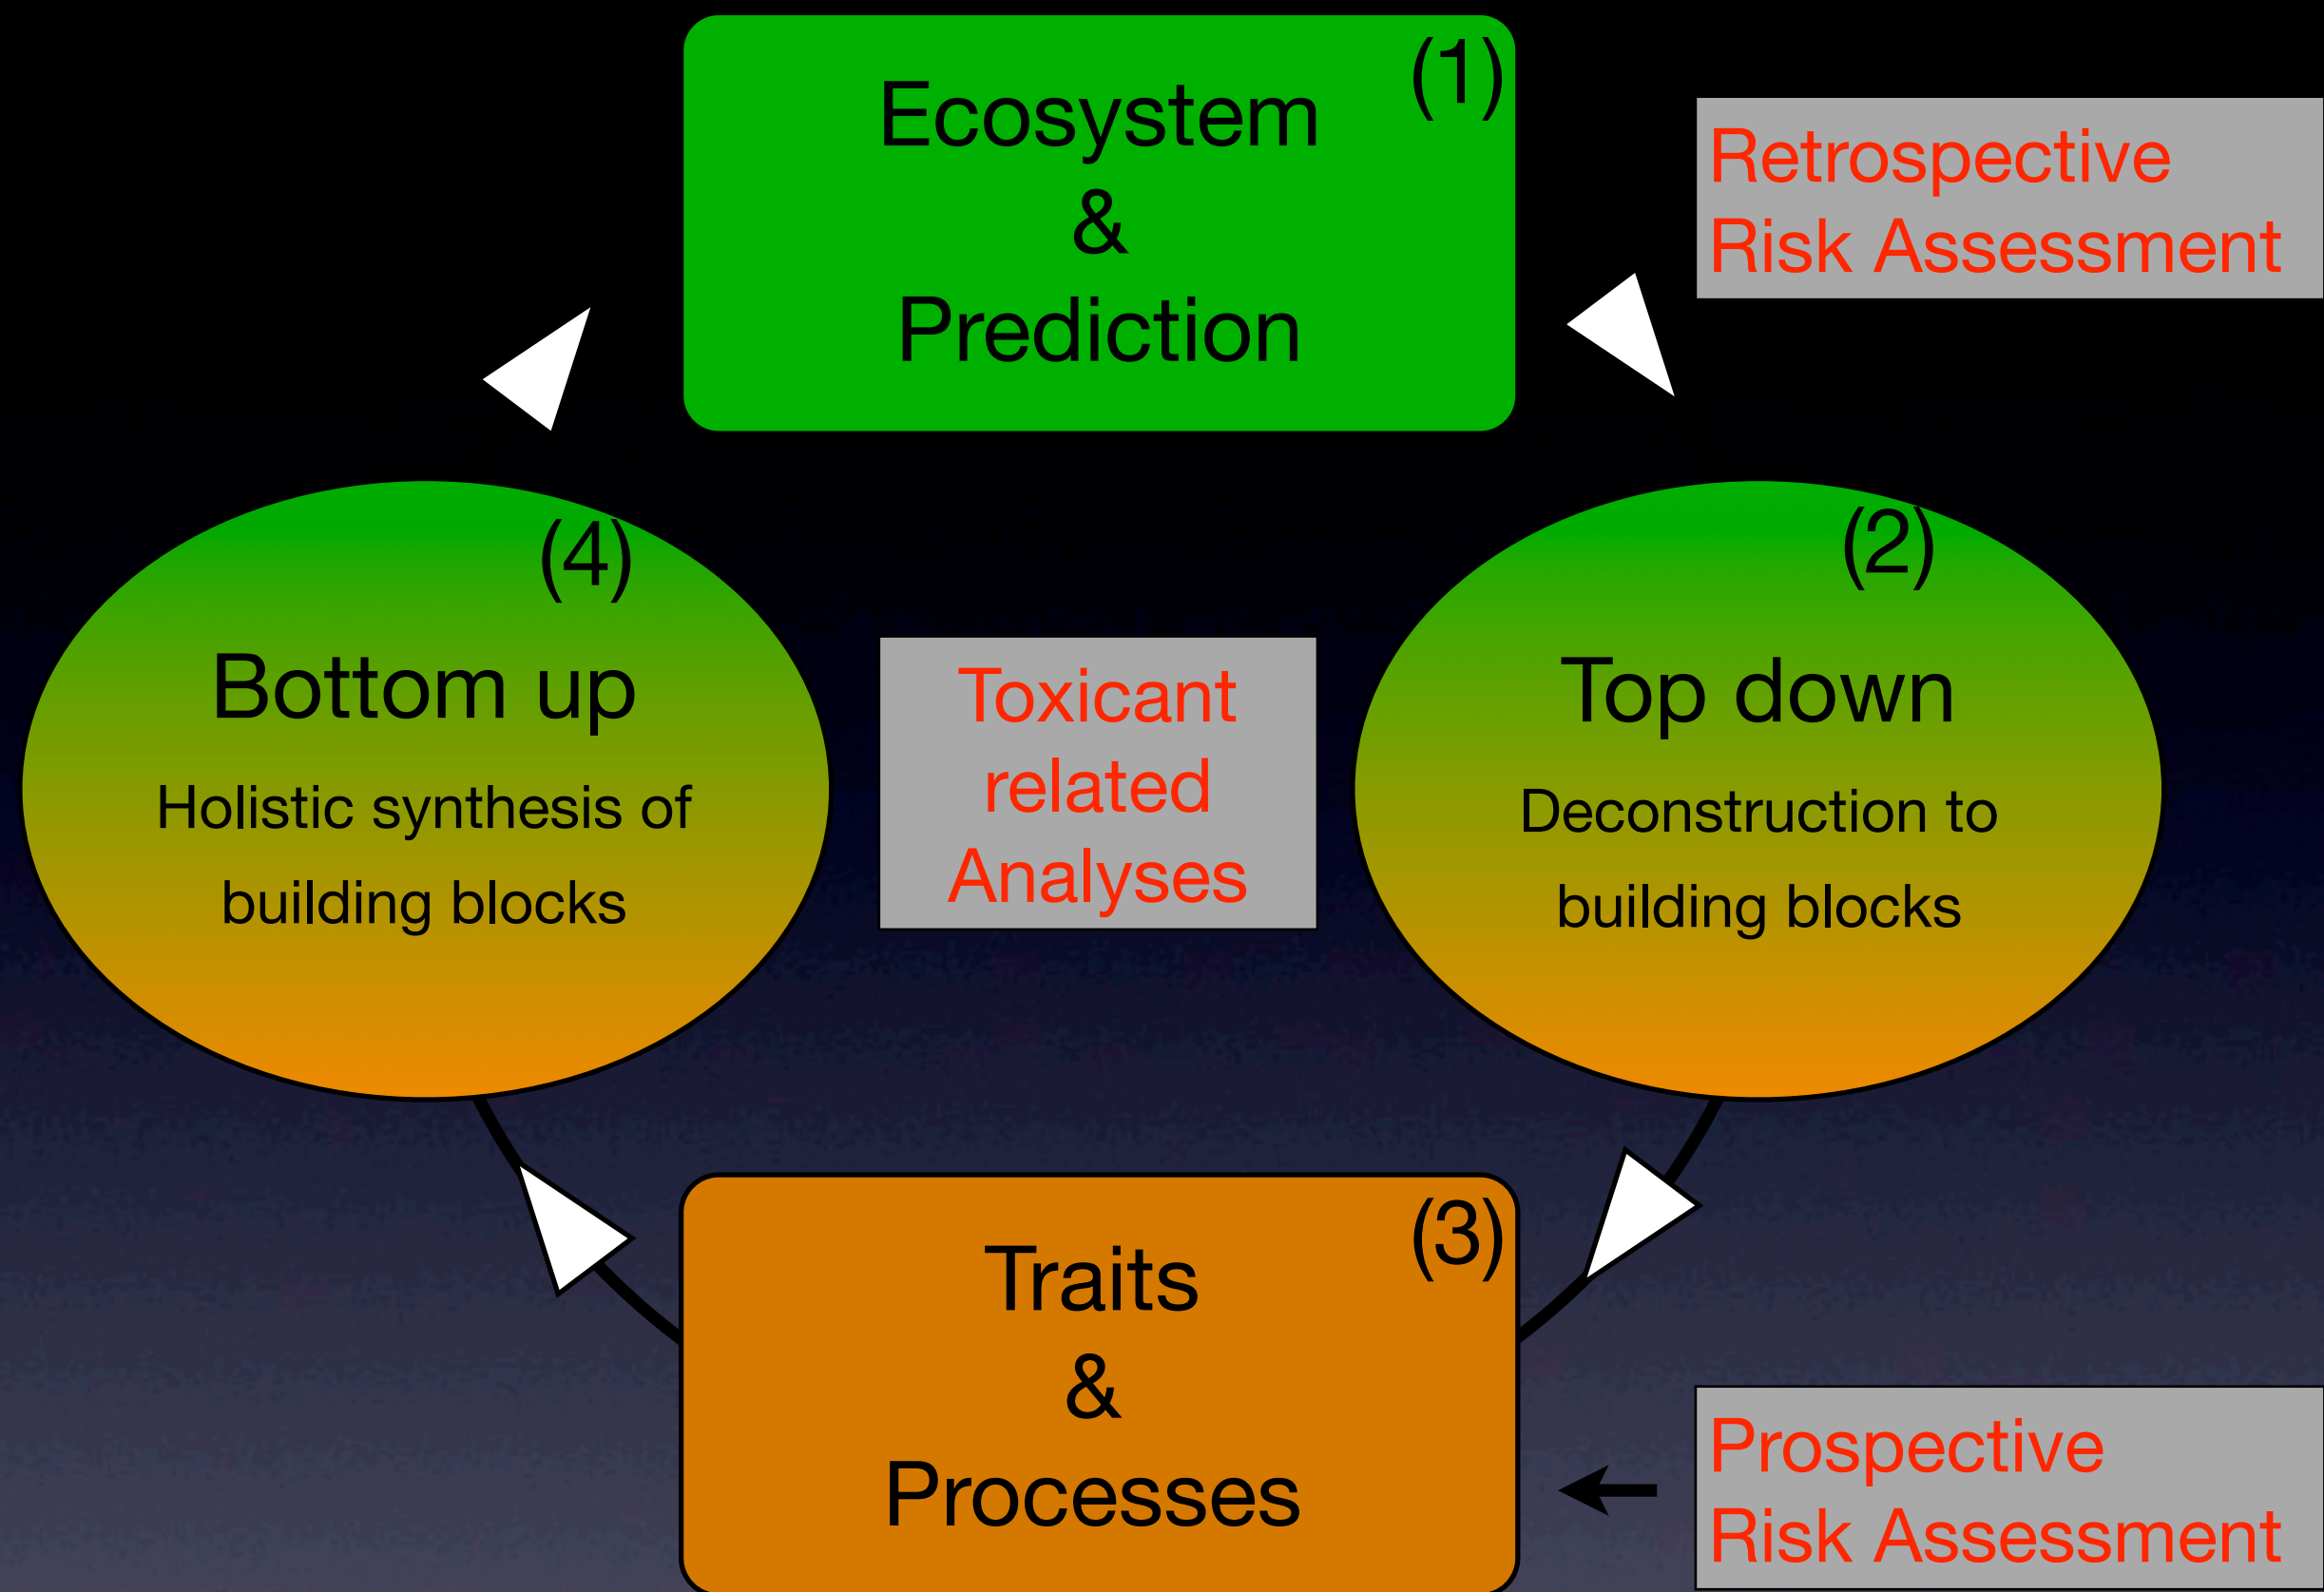 (1)
Ecosystem
&
Prediction
Retrospective
Risk Assessment
(2)
Top down
Deconstruction to
building blocks
(3)
Traits
&
Processes
Prospective
Risk Assessment
(4)
Bottom up
Holistic synthesis of
building blocks
Toxicant
related
Analyses